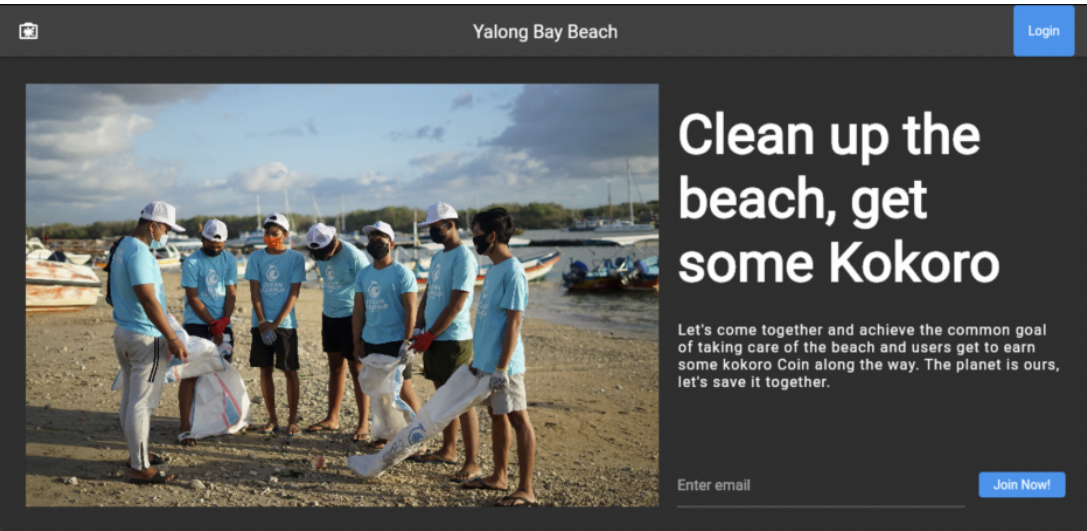 Yalong Bay Beach
Login
Clean up the
beach, get
some Kokoro
Let's come together and achieve the common goal
of taking care of the beach and users get to earn
some kokoro Coin along the way. The planet is ours,
let's save it together.
Enter email
Join Now!